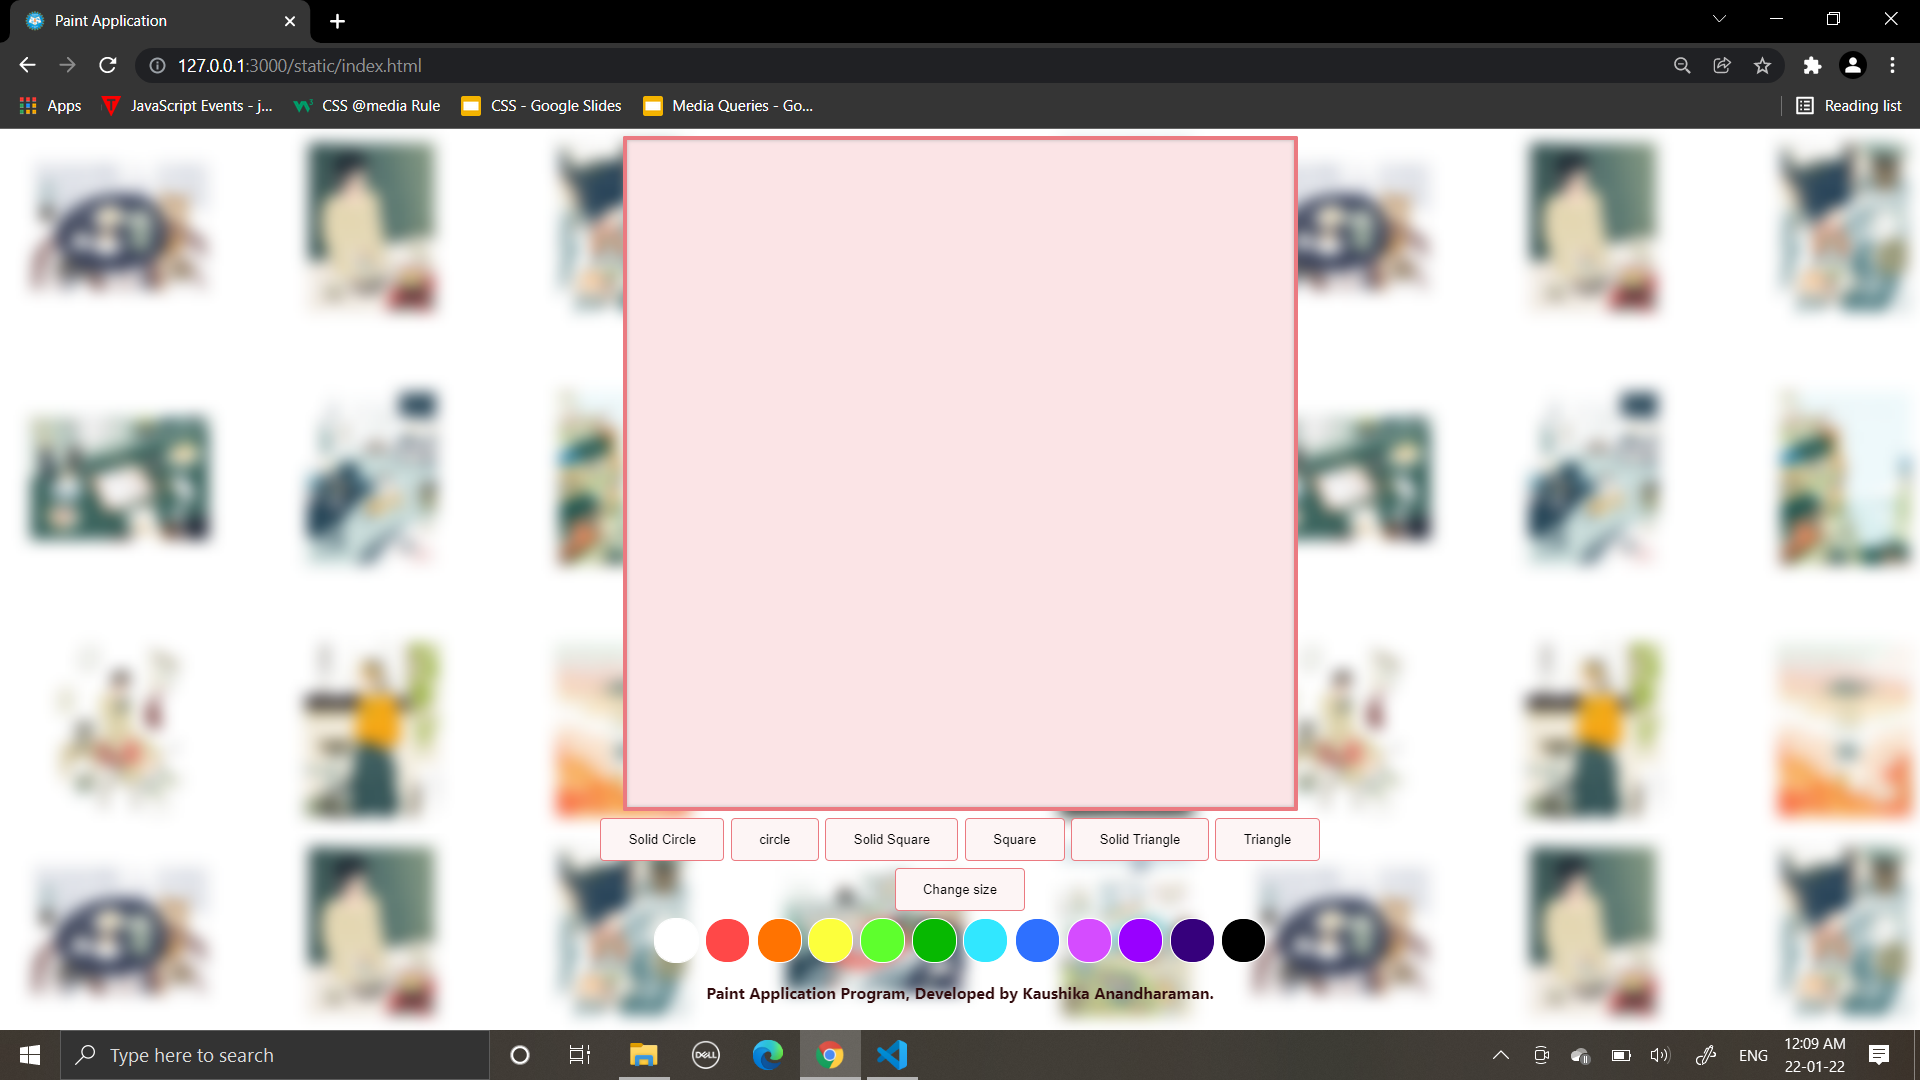 Paint Application
127.0.0.1:3000/static/index.html
Apps JavaScript Events - j... CSS @media Rule CSS - Google Slides Media Queries - Go... Reading list
Solid Circle circle Solid Square Square Solid Triangle Triangle
Change size
Paint Application Program, Developed by Kaushika Anandharaman.
Type here to search DELL ENG 12:09 AM
22-01-22